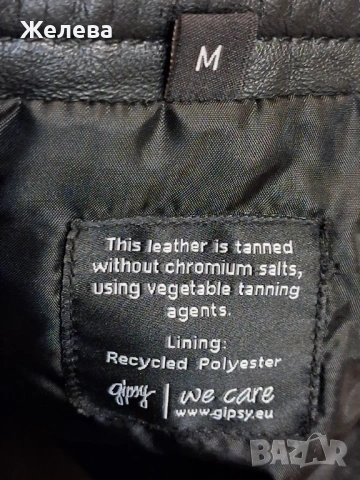 Желева
M
This leather is tanned
without chromium salts,
using vegetable tanning
agents.
Lining:
Recycled Polyester
gipsy | we care
www.gipsy.eu
BAZAR